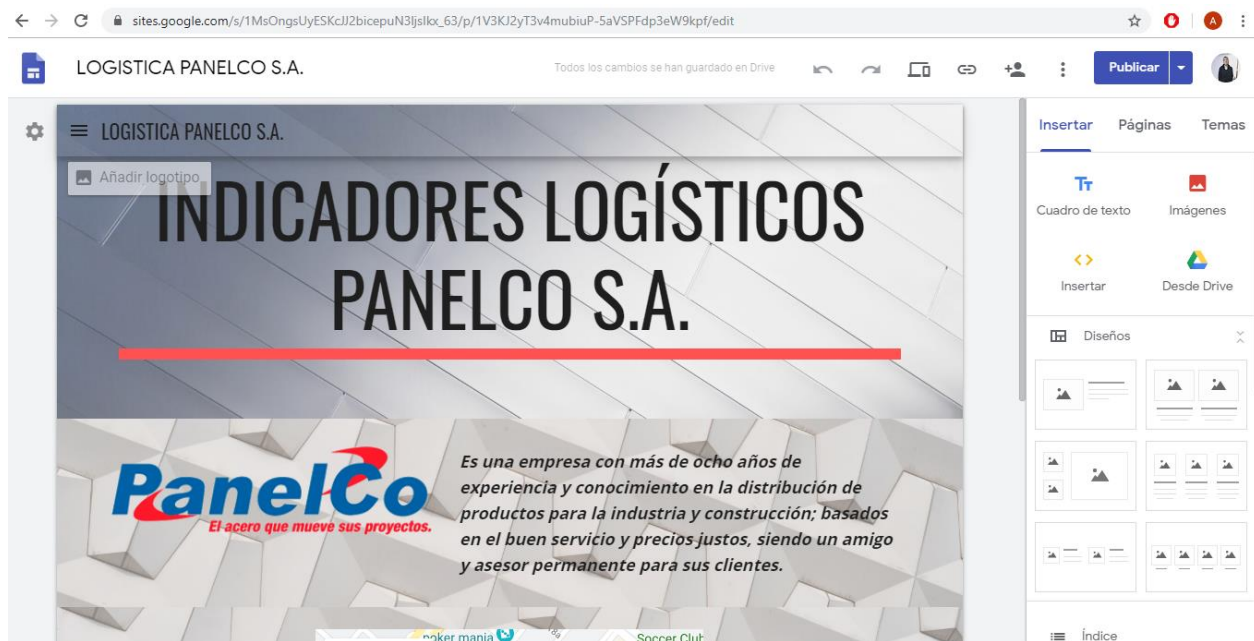 sites.google.com/s/1MsOngsUyESKcJJ2bicepuN3ljslkx_63/p/1V3KJ2yT3v4mubiuP-5aVSPFdp3eW9kpf/edit
A
LOGISTICA PANELCO S.A.
Todos los cambios se han guardado en Drive
Publicar
LOGISTICA PANELCO S.A.
Añadir logotipo
INDICADORES LOGÍSTICOS
PANELCO S.A.
PanelCo
El acero que mueve sus proyectos.
Es una empresa con más de ocho años de
experiencia y conocimiento en la distribución de
productos para la industria y construcción; basados
en el buen servicio y precios justos, siendo un amigo
y asesor permanente para sus clientes.
poker mania
18a
Soccer Club
Insertar Páginas Temas
Tт
Cuadro de texto
Imágenes
Insertar
Desde Drive
Diseños
Índice